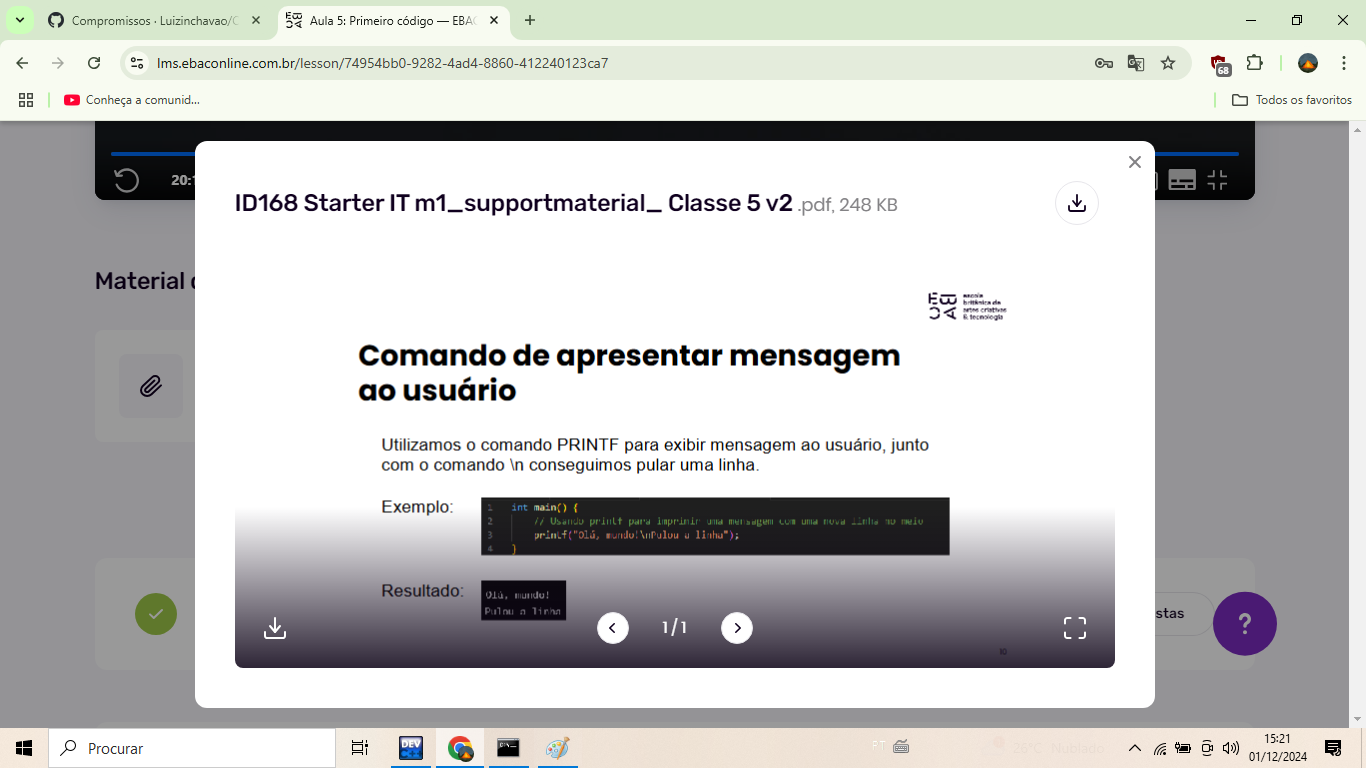 Compromissos · Luizinchavao/C
Aula 5: Primeiro código — EBAC
lms.ebaconline.com.br/lesson/74954bb0-9282-4ad4-8860-412240123ca7
68
Conheça a comunid...
Todos os favoritos
20:1
ID168 Starter IT m1_supportmaterial_ Classe 5 v2 .pdf, 248 KB
Material d
escola
britânica de
artes criativas
& tecnologia
Comando de apresentar mensagem
ao usuário
Utilizamos o comando PRINTF para exibir mensagem ao usuário, junto
com o comando \n conseguimos pular uma linha.
Exemplo:
1 int main() {
2 // Usando printf para imprimir uma mensagem com uma nova linha no meio
3 printf("Olá, mundo!\nPulou a linha");
4 }
Resultado:
Olá, mundo!
Pulou a linha
1 / 1
stas
?
Procurar
DEV
PT
26°C Nublado
15:21
01/12/2024